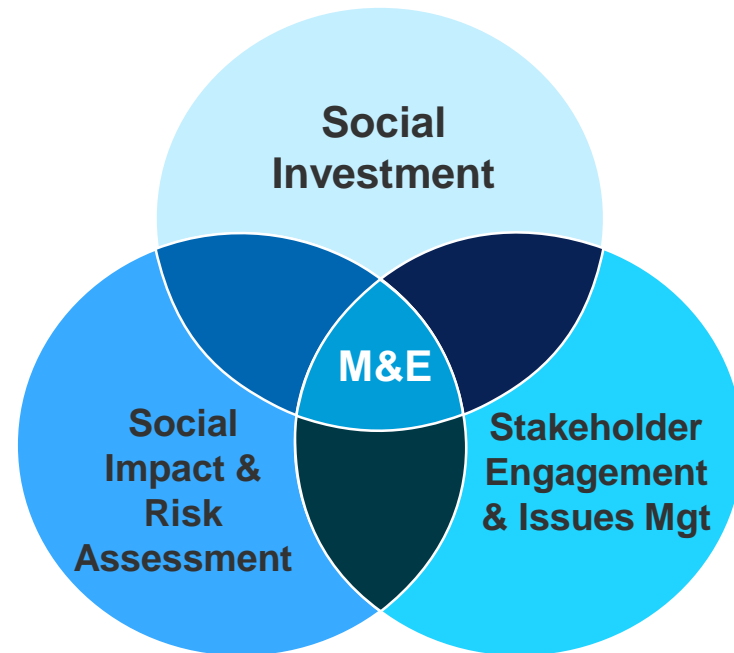 Social
Investment
M&E
Social
Impact &
Risk
Assessment
Stakeholder
Engagement
& Issues Mgt